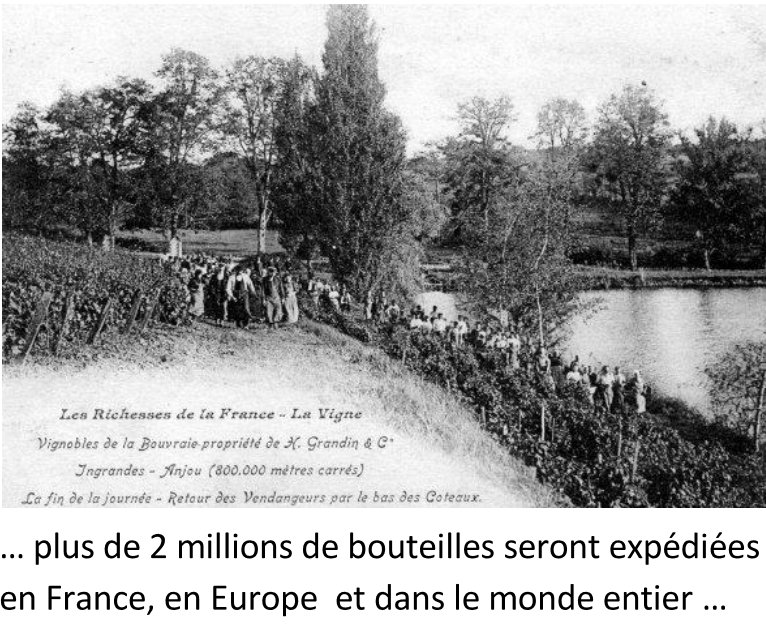 Les Richesses de la France - La Vigne
Vignobles de la Bouvraie-propriété de H. Grandin & Cⁱᵉ
Ingrandes - Anjou (800.000 mètres carrés)
La fin de la journée - Retour des Vendangeurs par le bas des Coteaux.
... plus de 2 millions de bouteilles seront expédiées
en France, en Europe et dans le monde entier ...